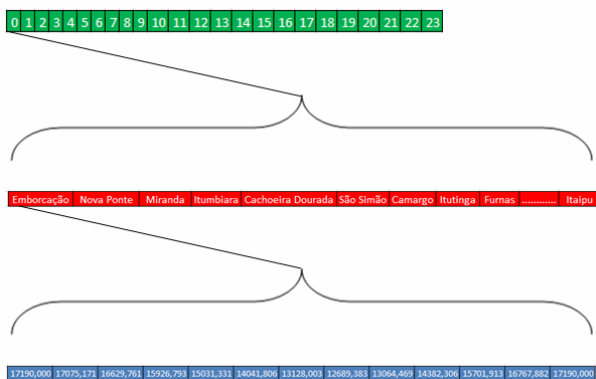 0 1 2 3 4 5 6 7 8 9 10 11 12 13 14 15 16 17 18 19 20 21 22 23
Emborcação Nova Ponte Miranda Itumbiara Cachoeira Dourada São Simão Camargo Itutinga Furnas ............. Itaipu
17190,000 17075,171 16629,761 15926,793 15031,331 14041,806 13128,003 12689,383 13064,469 14382,306 15701,913 16767,882 17190,000